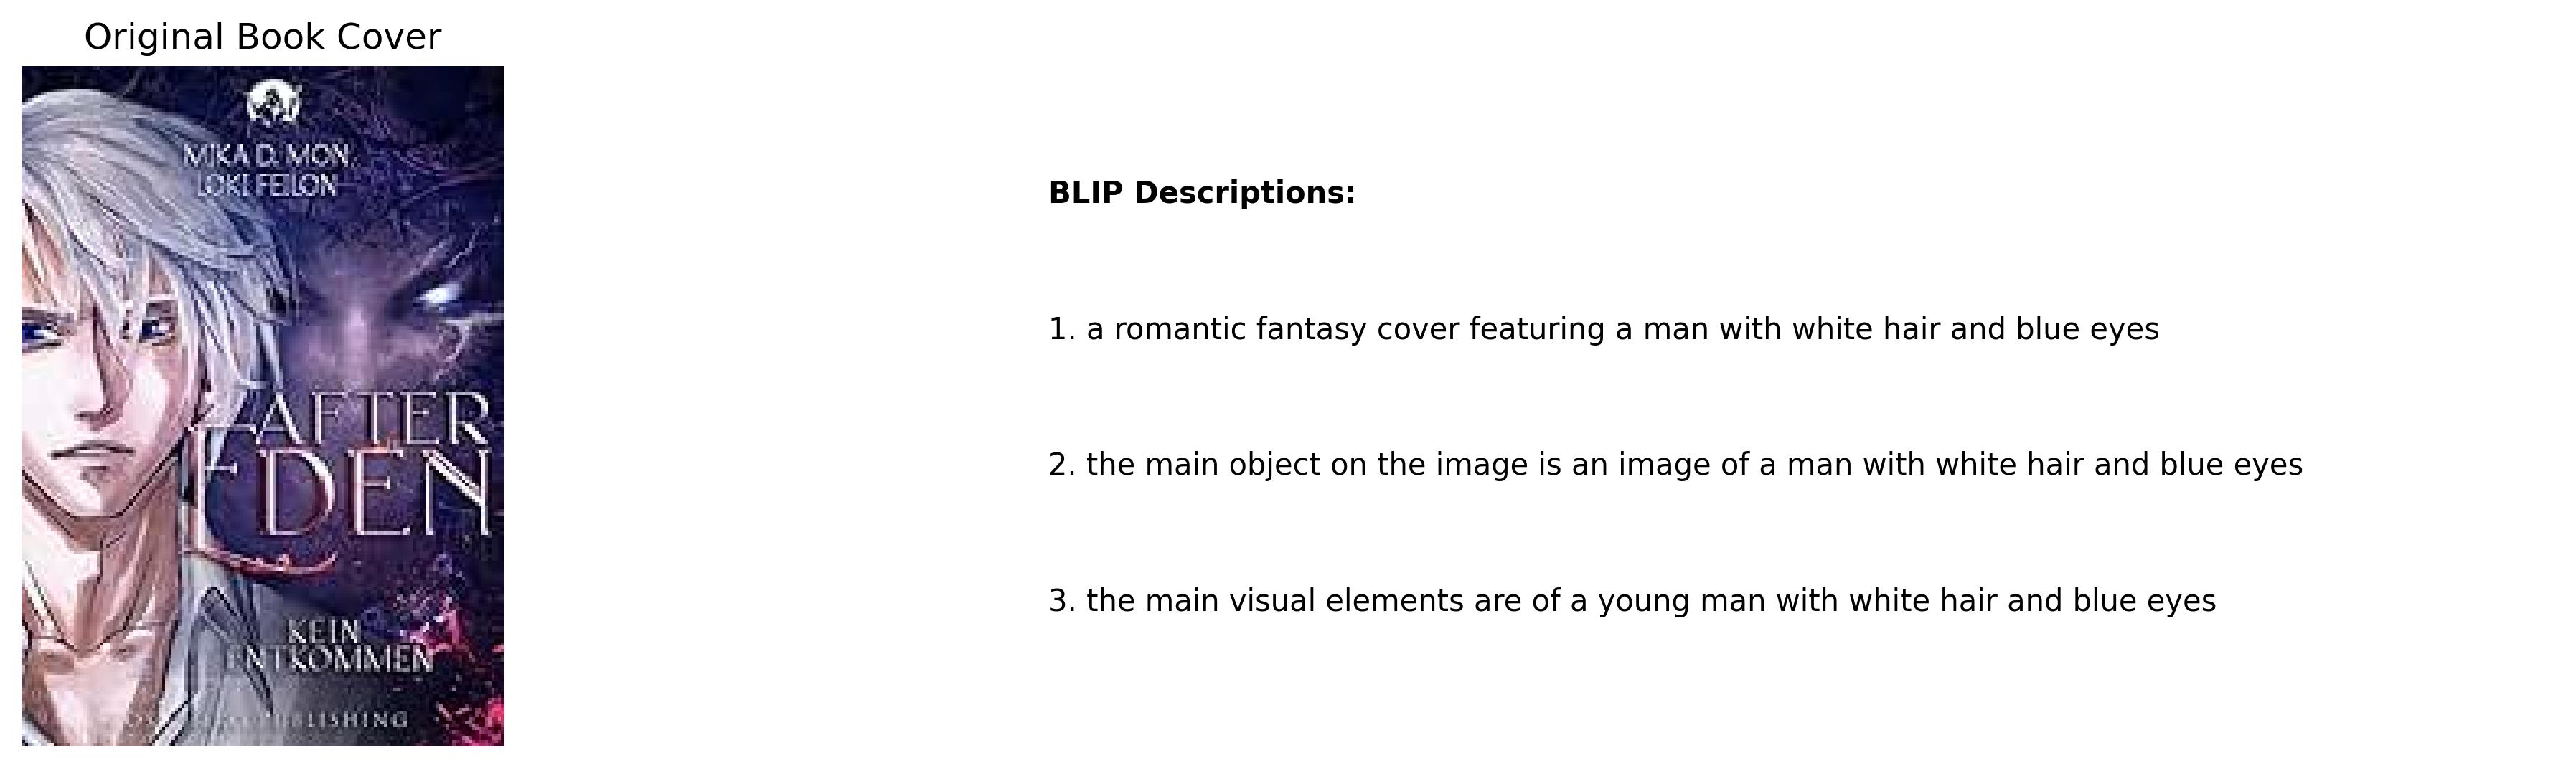 Original Book Cover
MIKA D. MON
LOKI FEILON
AFTER
EDEN
KEIN
ENTKOMMEN
PUBLISHING
BLIP Descriptions:
1. a romantic fantasy cover featuring a man with white hair and blue eyes
2. the main object on the image is an image of a man with white hair and blue eyes
3. the main visual elements are of a young man with white hair and blue eyes